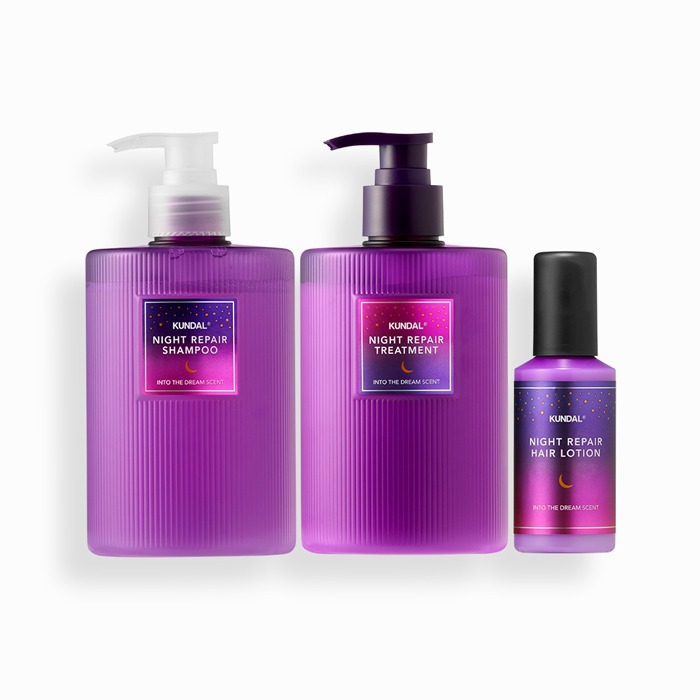 KUNDAL®
NIGHT REPAIR
SHAMPOO
INTO THE DREAM SCENT
KUNDAL®
NIGHT REPAIR
TREATMENT
INTO THE DREAM SCENT
KUNDAL®
NIGHT REPAIR
HAIR LOTION
INTO THE DREAM SCENT